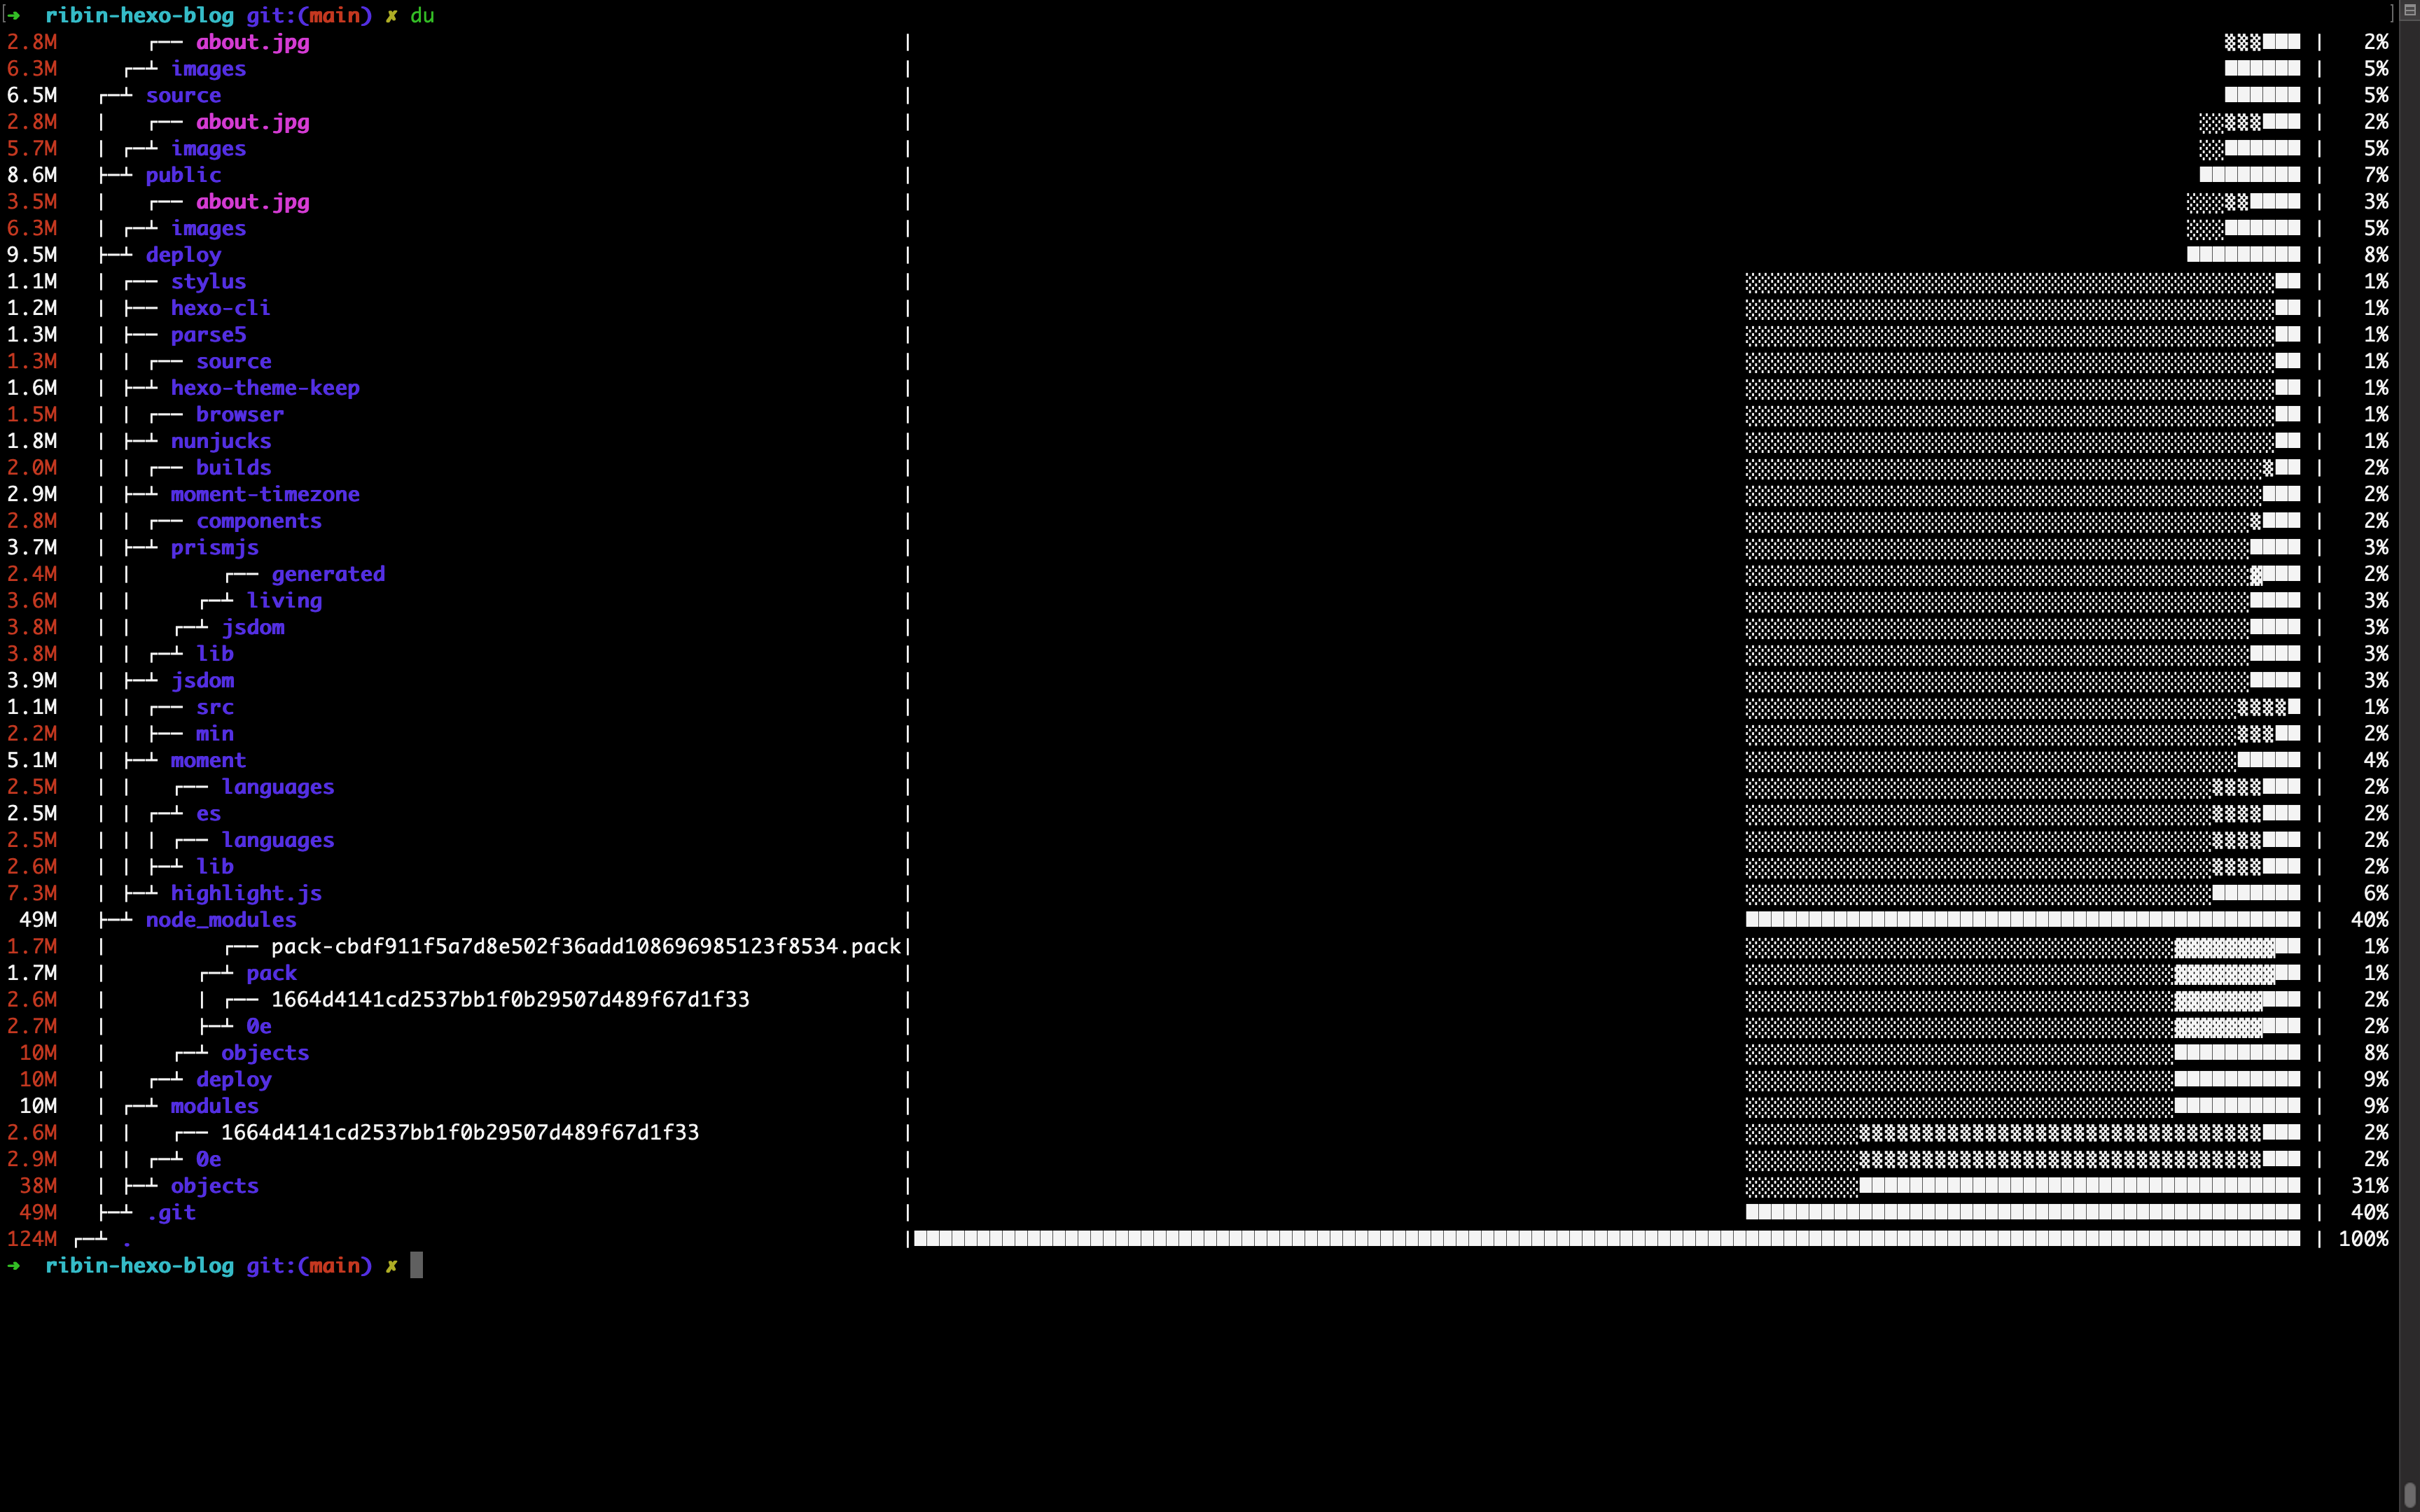 ➜  ribin-hexo-blog git:(main) ✗ du
2.8M       ┌── about.jpg                                       │ 2%
6.3M     ┌─┴ images                                            │ 5%
6.5M   ┌─┴ source                                              │ 5%
2.8M   │   ┌── about.jpg                                       │ 2%
5.7M   │ ┌─┴ images                                            │ 5%
8.6M   ├─┴ public                                              │ 7%
3.5M   │   ┌── about.jpg                                       │ 3%
6.3M   │ ┌─┴ images                                            │ 5%
9.5M   ├─┴ deploy                                              │ 8%
1.1M   │ ┌── stylus                                            │ 1%
1.2M   │ ├── hexo-cli                                          │ 1%
1.3M   │ ├── parse5                                            │ 1%
1.3M   │ │ ┌── source                                          │ 1%
1.6M   │ ├─┴ hexo-theme-keep                                   │ 1%
1.5M   │ │ ┌── browser                                         │ 1%
1.8M   │ ├─┴ nunjucks                                          │ 1%
2.0M   │ │ ┌── builds                                          │ 2%
2.9M   │ ├─┴ moment-timezone                                   │ 2%
2.8M   │ │ ┌── components                                      │ 2%
3.7M   │ ├─┴ prismjs                                           │ 3%
2.4M   │ │       ┌── generated                                 │ 2%
3.6M   │ │     ┌─┴ living                                      │ 3%
3.8M   │ │   ┌─┴ jsdom                                         │ 3%
3.8M   │ │ ┌─┴ lib                                             │ 3%
3.9M   │ ├─┴ jsdom                                             │ 3%
1.1M   │ │ ┌── src                                             │ 1%
2.2M   │ │ ├── min                                             │ 2%
5.1M   │ ├─┴ moment                                            │ 4%
2.5M   │ │   ┌── languages                                     │ 2%
2.5M   │ │ ┌─┴ es                                              │ 2%
2.5M   │ │ │ ┌── languages                                     │ 2%
2.6M   │ │ ├─┴ lib                                             │ 2%
7.3M   │ ├─┴ highlight.js                                      │ 6%
 49M   ├─┴ node_modules                                        │ 40%
1.7M   │         ┌── pack-cbdf911f5a7d8e502f36add108696985123f8534.pack│ 1%
1.7M   │       ┌─┴ pack                                        │ 1%
2.6M   │       │ ┌── 1664d4141cd2537bb1f0b29507d489f67d1f33    │ 2%
2.7M   │       ├─┴ 0e                                          │ 2%
 10M   │     ┌─┴ objects                                       │ 8%
 10M   │   ┌─┴ deploy                                          │ 9%
 10M   │ ┌─┴ modules                                           │ 9%
2.6M   │ │   ┌── 1664d4141cd2537bb1f0b29507d489f67d1f33        │ 2%
2.9M   │ │ ┌─┴ 0e                                              │ 2%
 38M   │ ├─┴ objects                                           │ 31%
 49M   ├─┴ .git                                                │ 40%
124M ┌─┴ .                                                     │ 100%
➜  ribin-hexo-blog git:(main) ✗